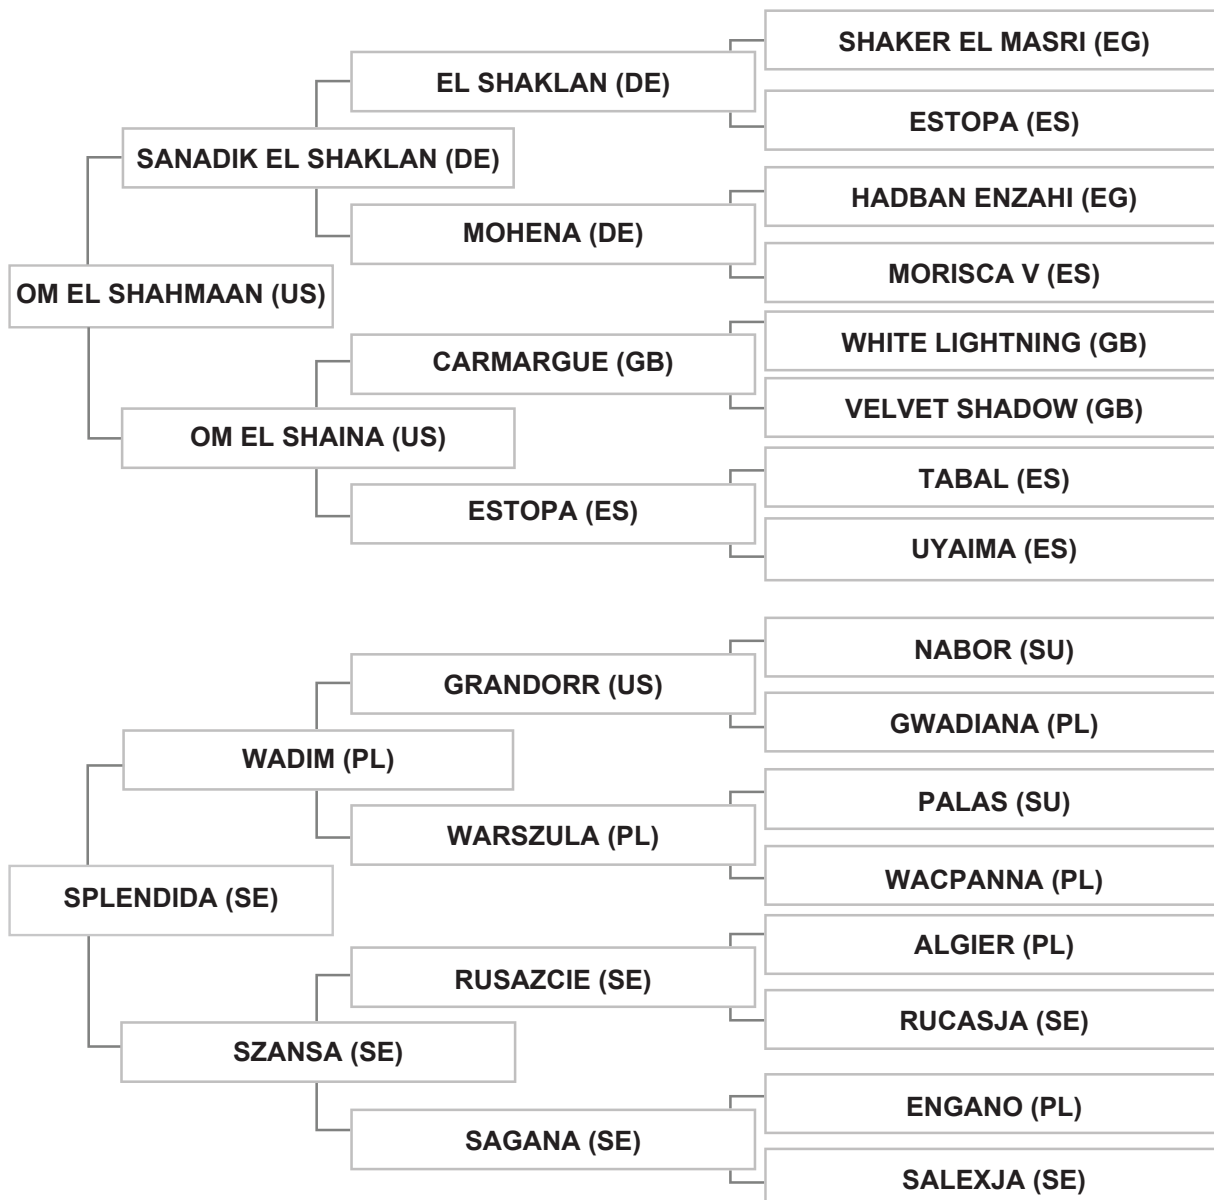 SHAKER EL MASRI (EG)
EL SHAKLAN (DE)
ESTOPA (ES)
SANADIK EL SHAKLAN (DE)
HADBAN ENZAHI (EG)
MOHENA (DE)
MORISCA V (ES)
OM EL SHAHMAAN (US)
WHITE LIGHTNING (GB)
CARMARGUE (GB)
VELVET SHADOW (GB)
OM EL SHAINA (US)
TABAL (ES)
ESTOPA (ES)
UYAIMA (ES)
NABOR (SU)
GRANDORR (US)
GWADIANA (PL)
WADIM (PL)
PALAS (SU)
WARSZULA (PL)
WACPANNA (PL)
SPLENDIDA (SE)
ALGIER (PL)
RUSAZCIE (SE)
RUCASJA (SE)
SZANSA (SE)
ENGANO (PL)
SAGANA (SE)
SALEXJA (SE)